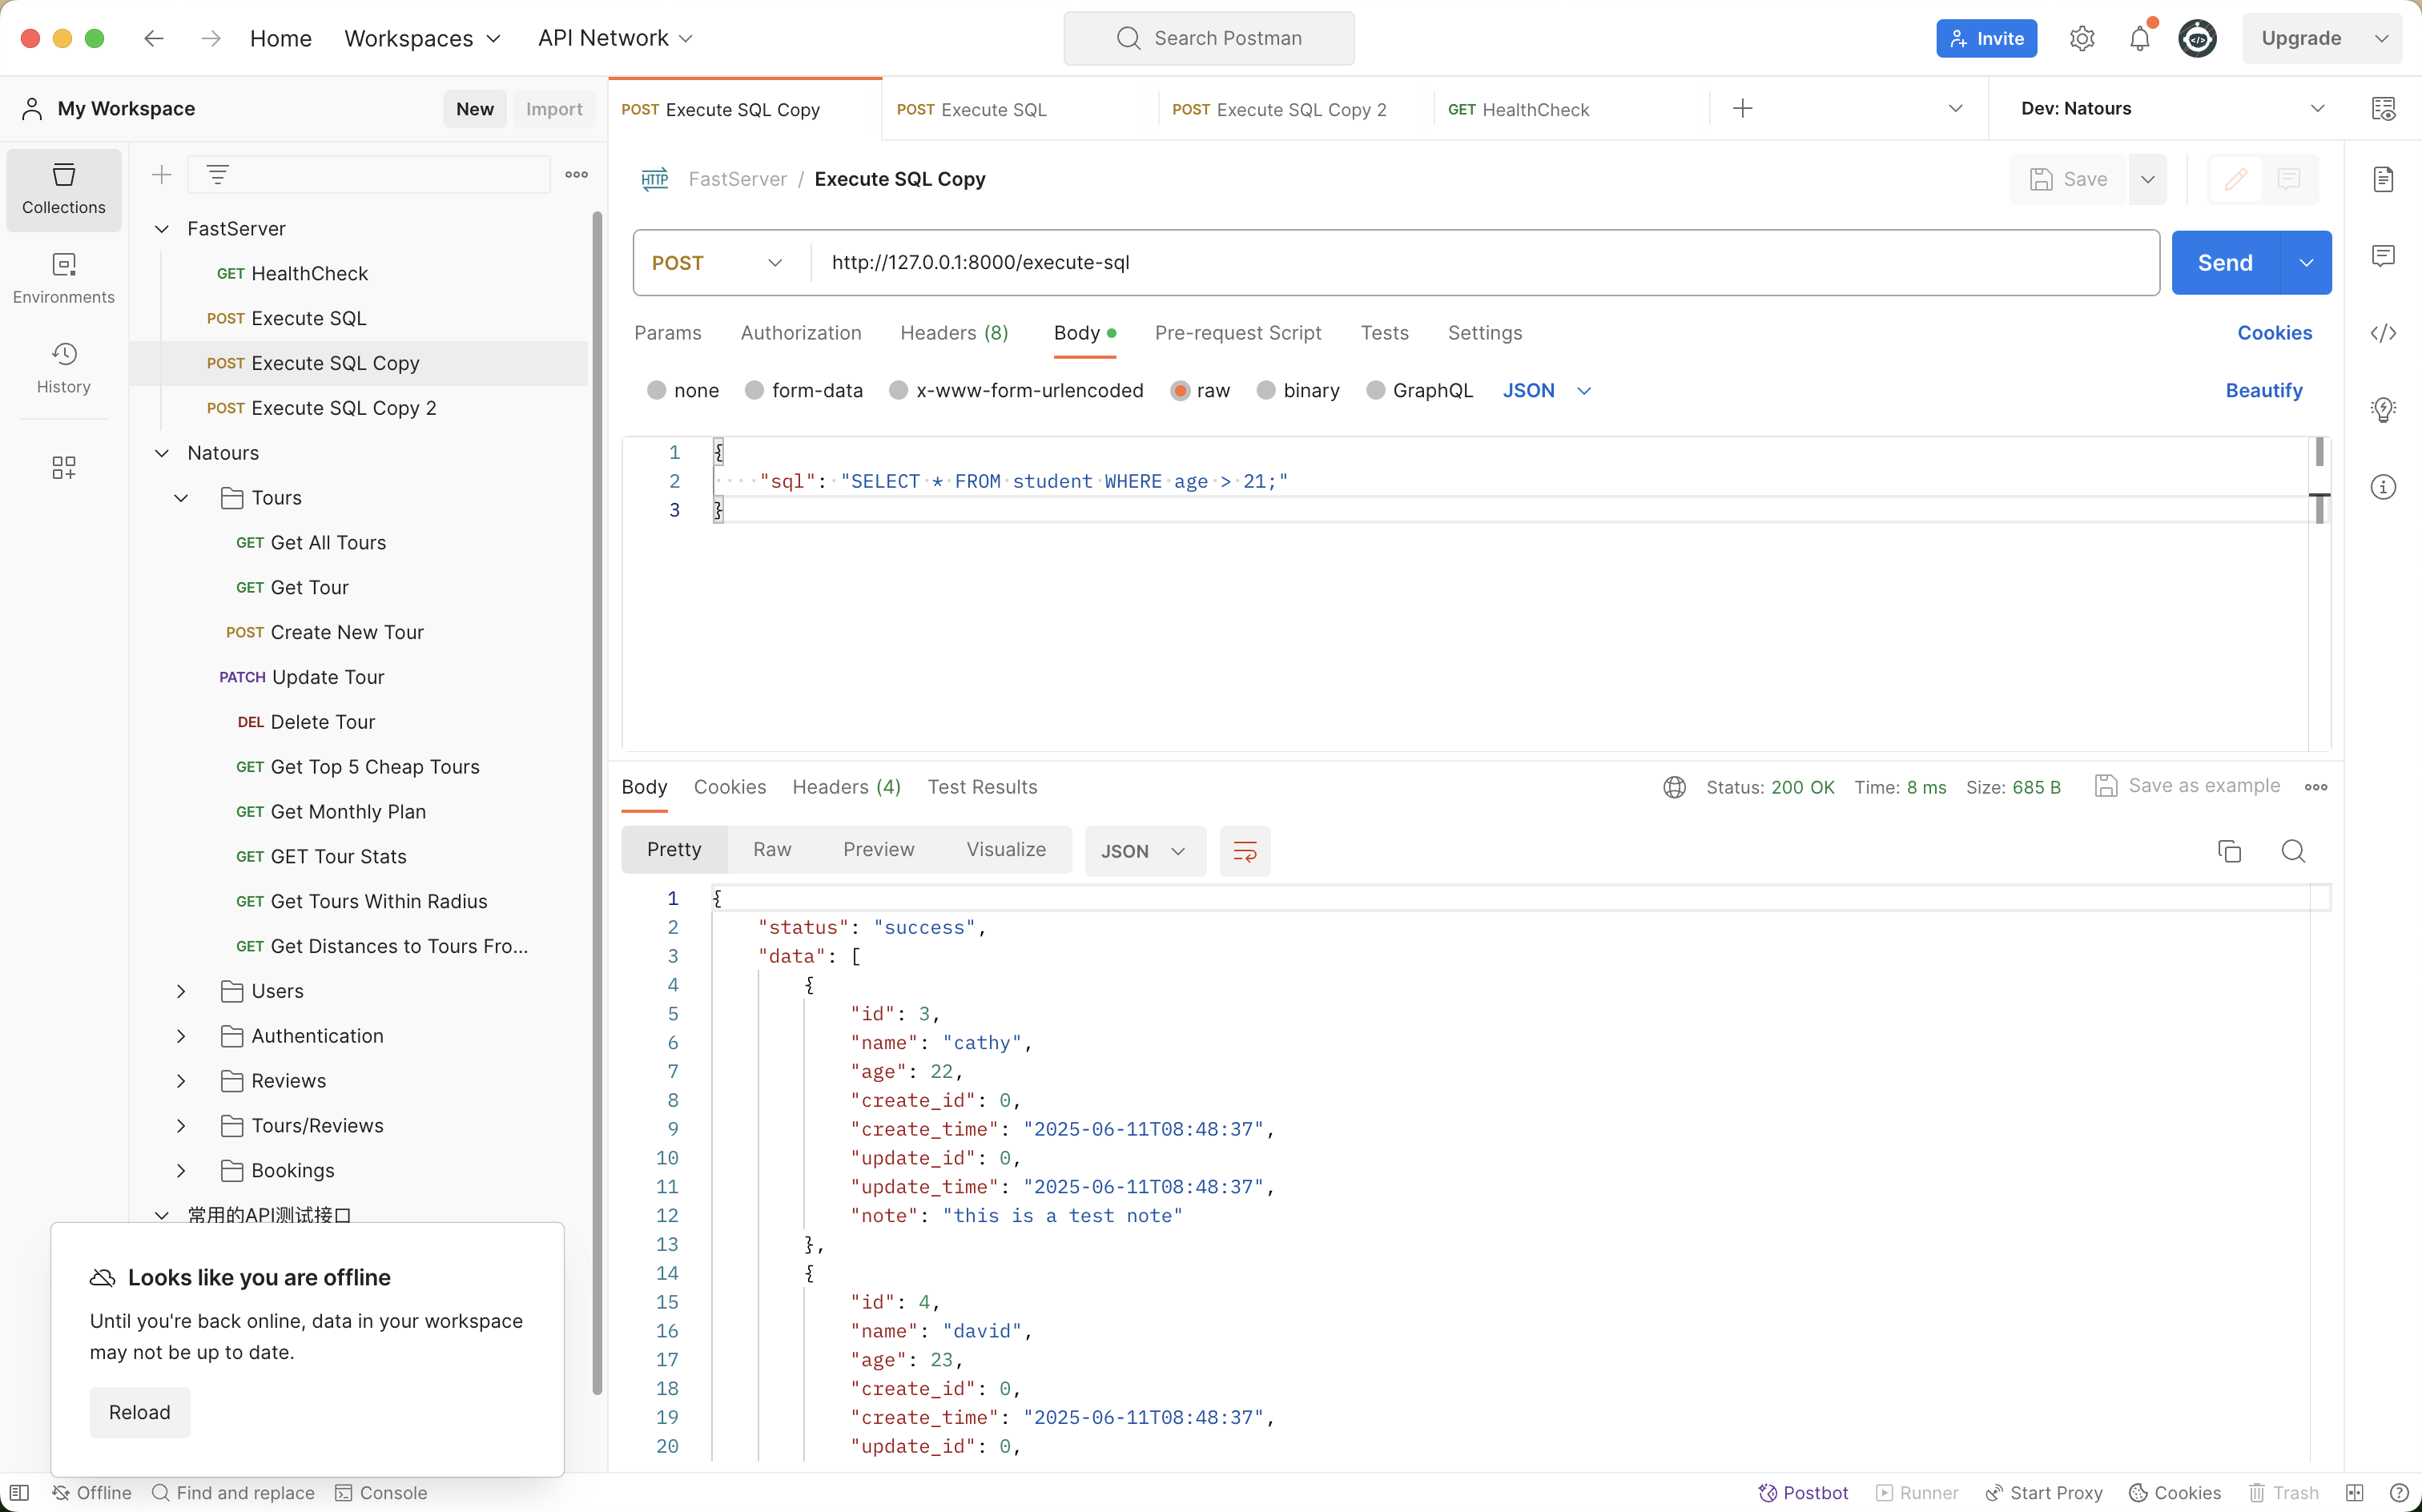 Home Workspaces API Network Search Postman Invite Upgrade
My Workspace New Import
POST Execute SQL Copy POST Execute SQL POST Execute SQL Copy 2 GET HealthCheck Dev: Natours
Collections
Environments
History
FastServer
GET HealthCheck
POST Execute SQL
POST Execute SQL Copy
POST Execute SQL Copy 2
Natours
Tours
GET Get All Tours
GET Get Tour
POST Create New Tour
PATCH Update Tour
DEL Delete Tour
GET Get Top 5 Cheap Tours
GET Get Monthly Plan
GET GET Tour Stats
GET Get Tours Within Radius
GET Get Distances to Tours Fro...
Users
Authentication
Reviews
Tours/Reviews
Bookings
常用的API测试接口
Looks like you are offline
Until you're back online, data in your workspace
may not be up to date.
Reload
HTTP FastServer / Execute SQL Copy Save
POST http://127.0.0.1:8000/execute-sql Send
Params Authorization Headers (8) Body Pre-request Script Tests Settings Cookies
none form-data x-www-form-urlencoded raw binary GraphQL JSON Beautify
1 {
2 "sql": "SELECT * FROM student WHERE age > 21;"
3 }
Body Cookies Headers (4) Test Results Status: 200 OK Time: 8 ms Size: 685 B Save as example
Pretty Raw Preview Visualize JSON
1 {
2 "status": "success",
3 "data": [
4 {
5 "id": 3,
6 "name": "cathy",
7 "age": 22,
8 "create_id": 0,
9 "create_time": "2025-06-11T08:48:37",
10 "update_id": 0,
11 "update_time": "2025-06-11T08:48:37",
12 "note": "this is a test note"
13 },
14 {
15 "id": 4,
16 "name": "david",
17 "age": 23,
18 "create_id": 0,
19 "create_time": "2025-06-11T08:48:37",
20 "update_id": 0,
Offline Find and replace Console Postbot Runner Start Proxy Cookies Trash